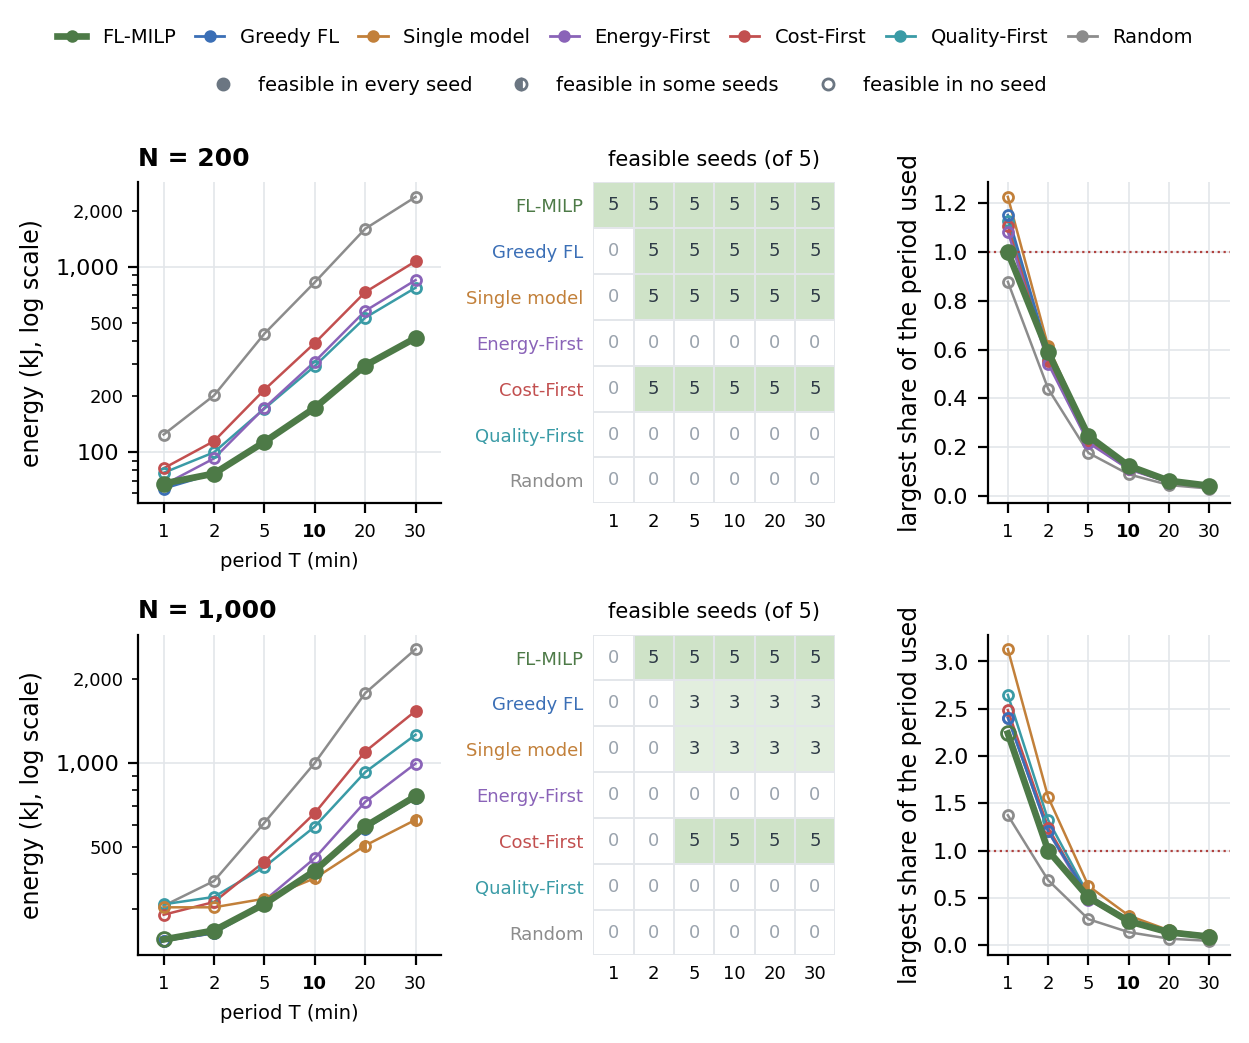 FL-MILP Greedy FL Single model Energy-First Cost-First Quality-First Random
feasible in every seed feasible in some seeds feasible in no seed
N = 200
energy (kJ, log scale)
2,000
1,000
500
200
100
1 2 5 10 20 30
period T (min)
feasible seeds (of 5)
FL-MILP 5 5 5 5 5 5
Greedy FL 0 5 5 5 5 5
Single model 0 5 5 5 5 5
Energy-First 0 0 0 0 0 0
Cost-First 0 5 5 5 5 5
Quality-First 0 0 0 0 0 0
Random 0 0 0 0 0 0
1 2 5 10 20 30
largest share of the period used
1.2
1.0
0.8
0.6
0.4
0.2
0.0
1 2 5 10 20 30
N = 1,000
energy (kJ, log scale)
2,000
1,000
500
1 2 5 10 20 30
period T (min)
feasible seeds (of 5)
FL-MILP 0 5 5 5 5 5
Greedy FL 0 0 3 3 3 3
Single model 0 0 3 3 3 3
Energy-First 0 0 0 0 0 0
Cost-First 0 0 5 5 5 5
Quality-First 0 0 0 0 0 0
Random 0 0 0 0 0 0
1 2 5 10 20 30
largest share of the period used
3.0
2.5
2.0
1.5
1.0
0.5
0.0
1 2 5 10 20 30